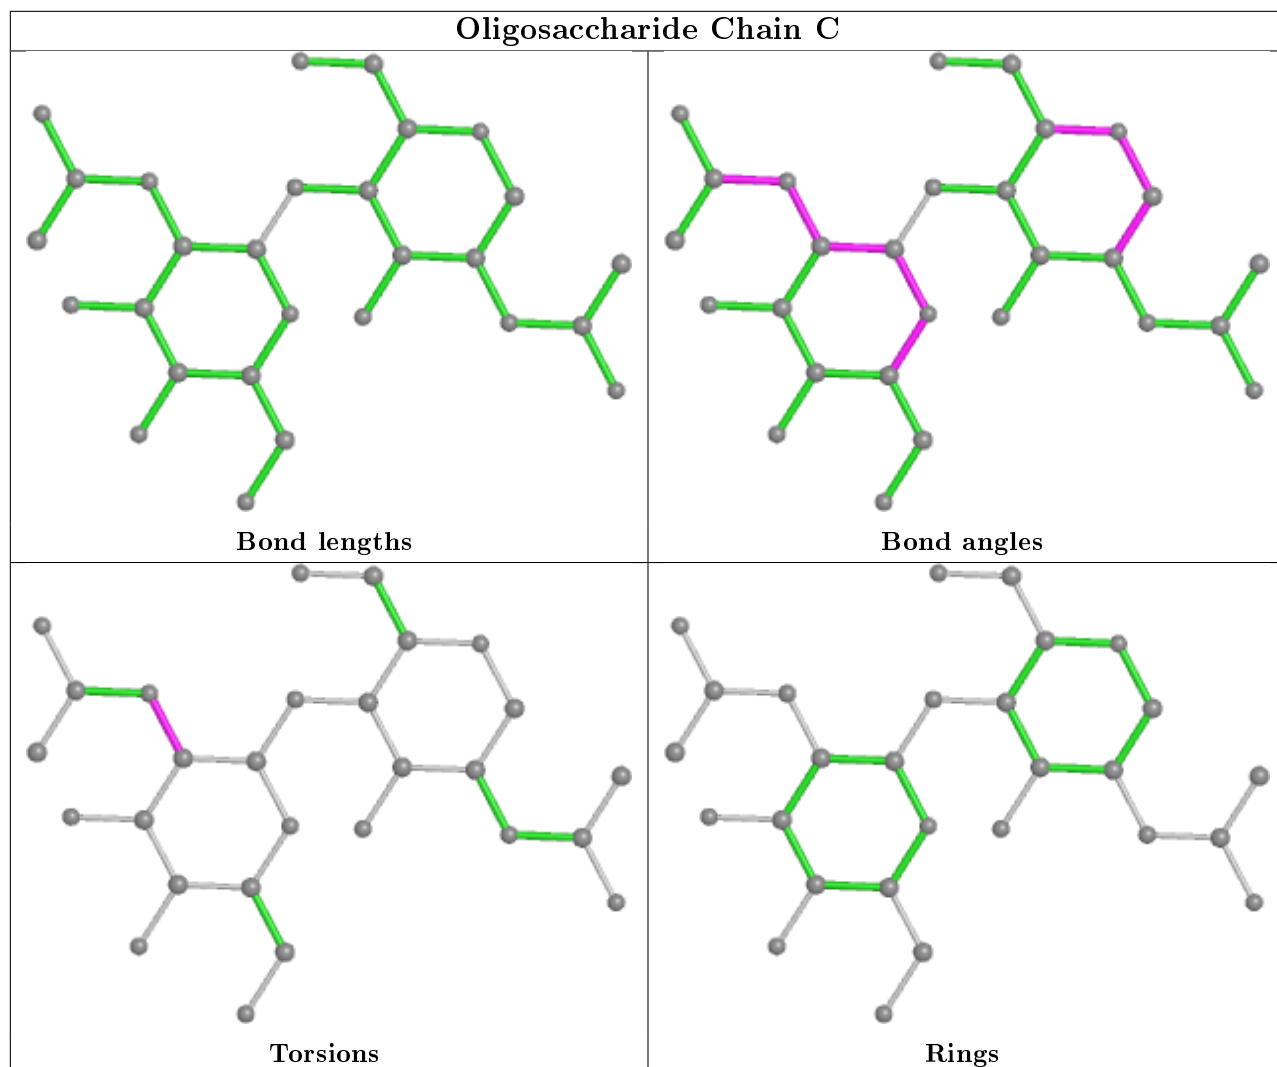 Oligosaccharide Chain C
Bond lengths
Bond angles
Torsions
Rings